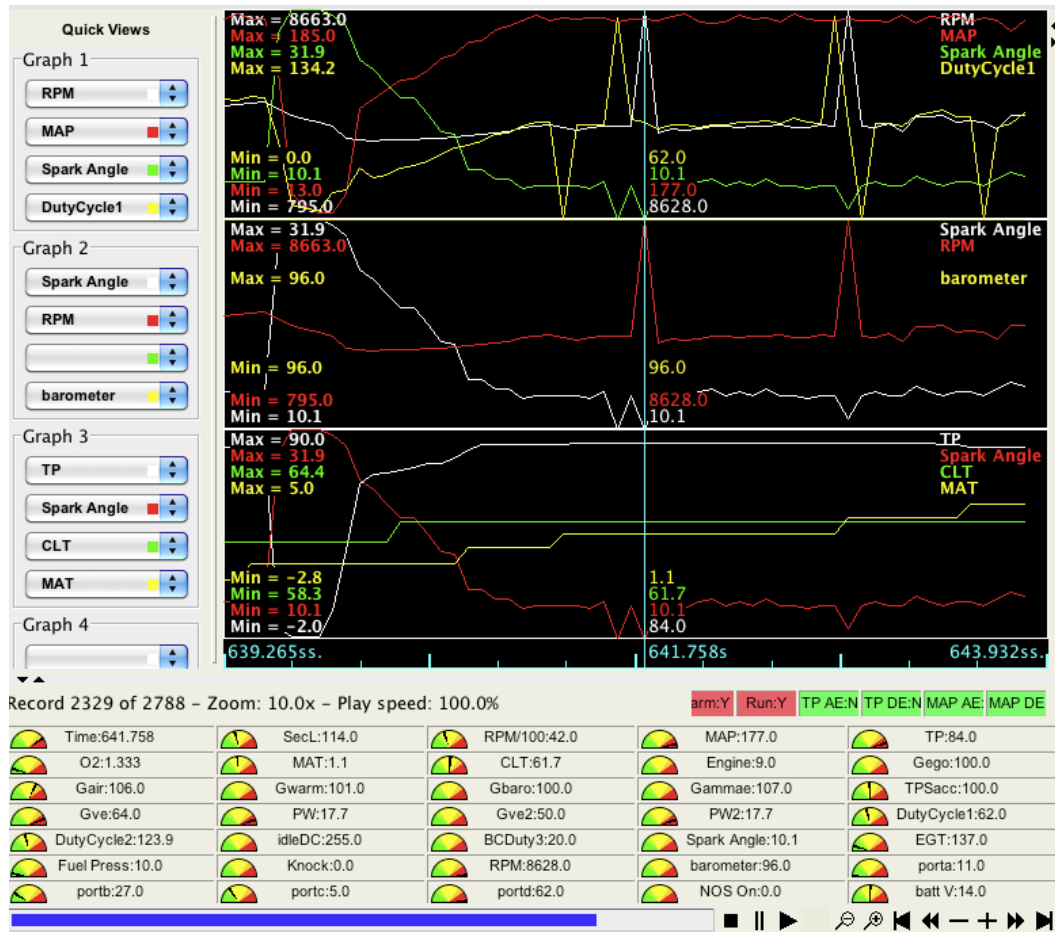 Quick Views
Graph 1
RPM
MAP
Spark Angle
DutyCycle1
Graph 2
Spark Angle
RPM
barometer
Graph 3
TP
Spark Angle
CLT
MAT
Graph 4
Max = 8663.0
Max = 185.0
Max = 31.9
Max = 134.2
RPM
MAP
Spark Angle
DutyCycle1
Min = 0.0
Min = 10.1
Min = 13.0
Min = 795.0
62.0
10.1
177.0
8628.0
Max = 31.9
Max = 8663.0
Max = 96.0
Spark Angle
RPM
barometer
Min = 96.0
Min = 795.0
Min = 10.1
96.0
8628.0
10.1
Max = 90.0
Max = 31.9
Max = 64.4
Max = 5.0
TP
Spark Angle
CLT
MAT
Min = -2.8
Min = 58.3
Min = 10.1
Min = -2.0
1.1
61.7
10.1
84.0
639.265ss. 641.758s 643.932ss.
Record 2329 of 2788 - Zoom: 10.0x - Play speed: 100.0%
arm:Y Run:Y TP AE:N TP DE:N MAP AE: MAP DE
Time:641.758 SecL:114.0 RPM/100:42.0 MAP:177.0 TP:84.0
O2:1.333 MAT:1.1 CLT:61.7 Engine:9.0 Gego:100.0
Gair:106.0 Gwarm:101.0 Gbaro:100.0 Gammae:107.0 TPSacc:100.0
Gve:64.0 PW:17.7 Gve2:50.0 PW2:17.7 DutyCycle1:62.0
DutyCycle2:123.9 idleDC:255.0 BCDuty3:20.0 Spark Angle:10.1 EGT:137.0
Fuel Press:10.0 Knock:0.0 RPM:8628.0 barometer:96.0 porta:11.0
portb:27.0 portc:5.0 portd:62.0 NOS On:0.0 batt V:14.0